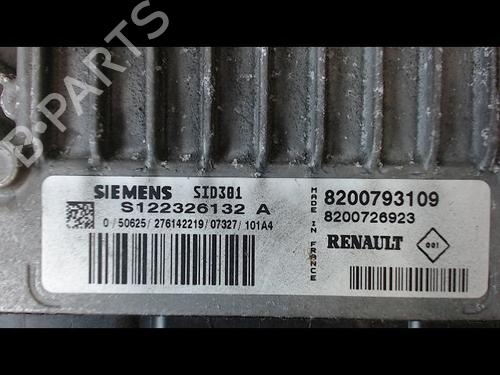 B-PARTS
SIEMENS SID301
S122326132 A
0/50625/276142219/07327/101A4
MADE IN FRANCE
8200793109
8200726923
RENAULT
001